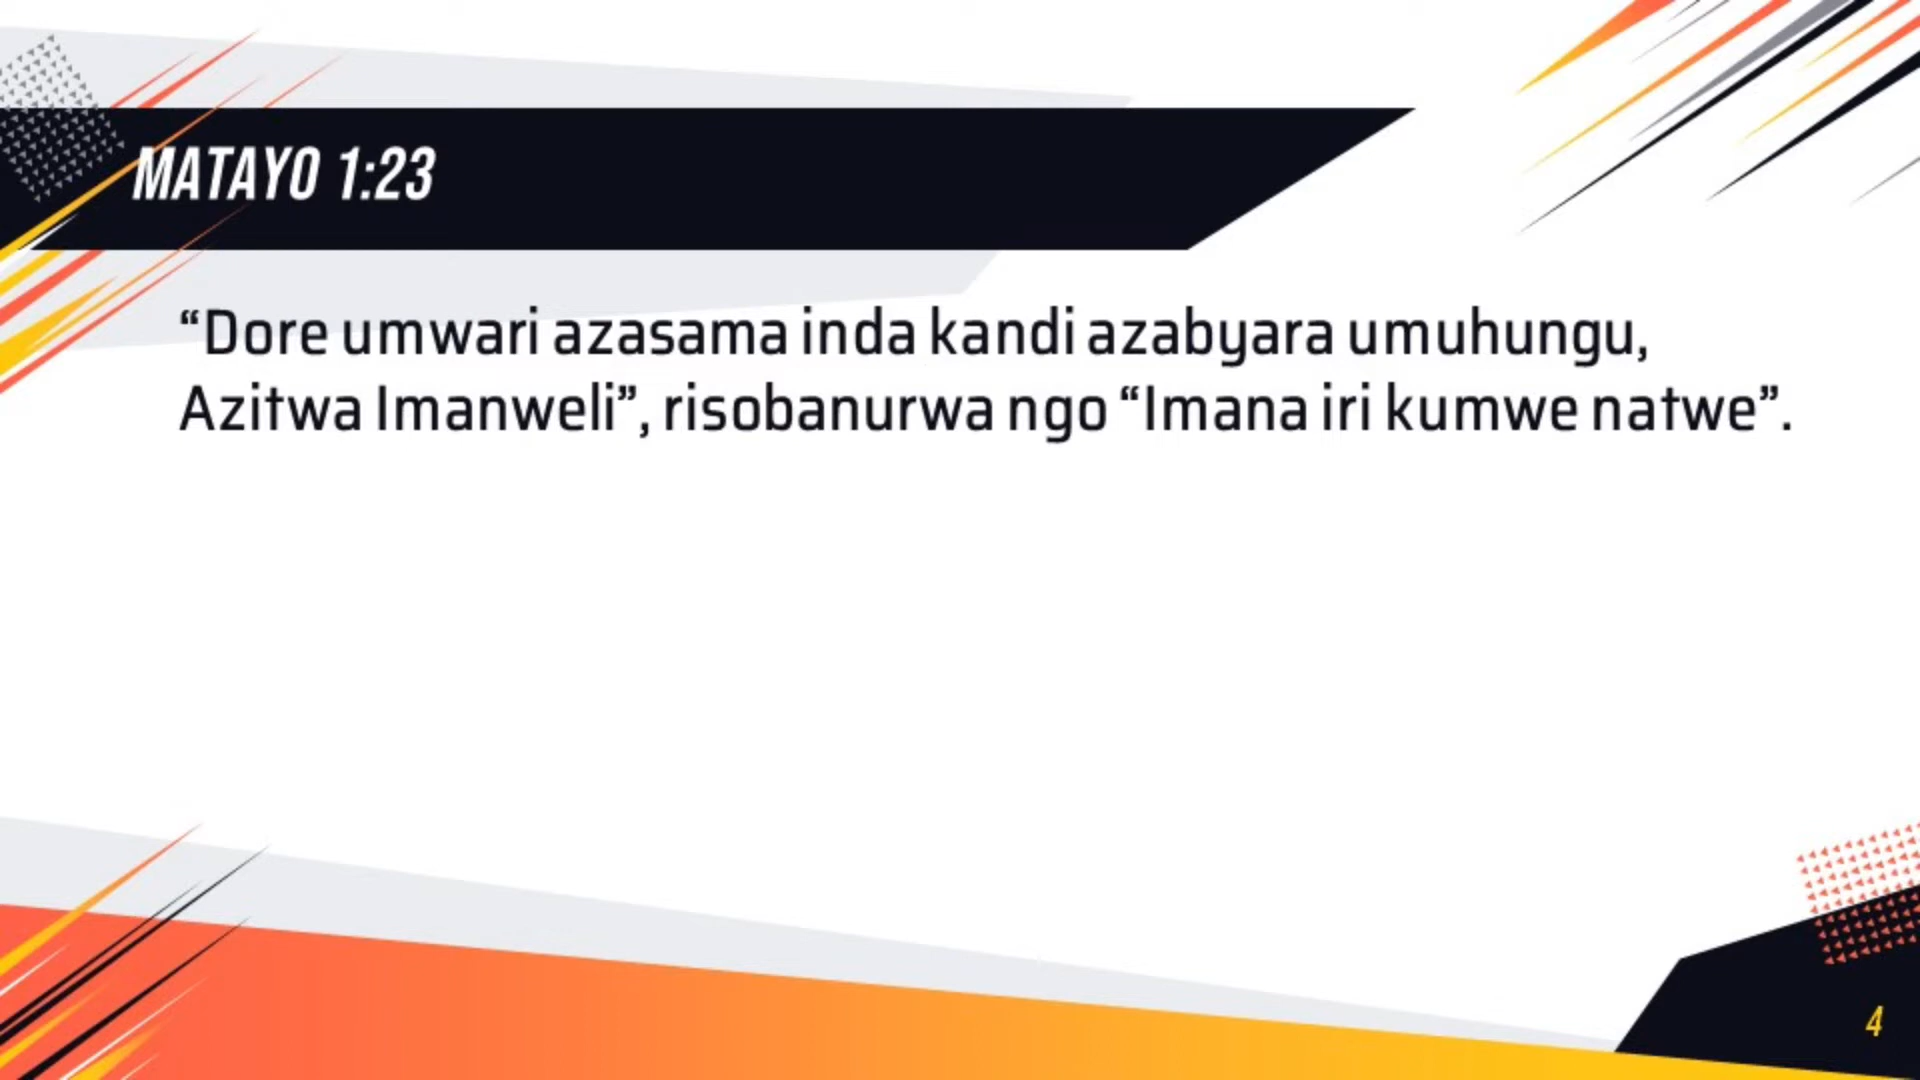 MATAYO 1:23
“Dore umwari azasama inda kandi azabyara umuhungu,
Azitwa Imanweli”, risobanurwa ngo “Imana iri kumwe natwe”.
4